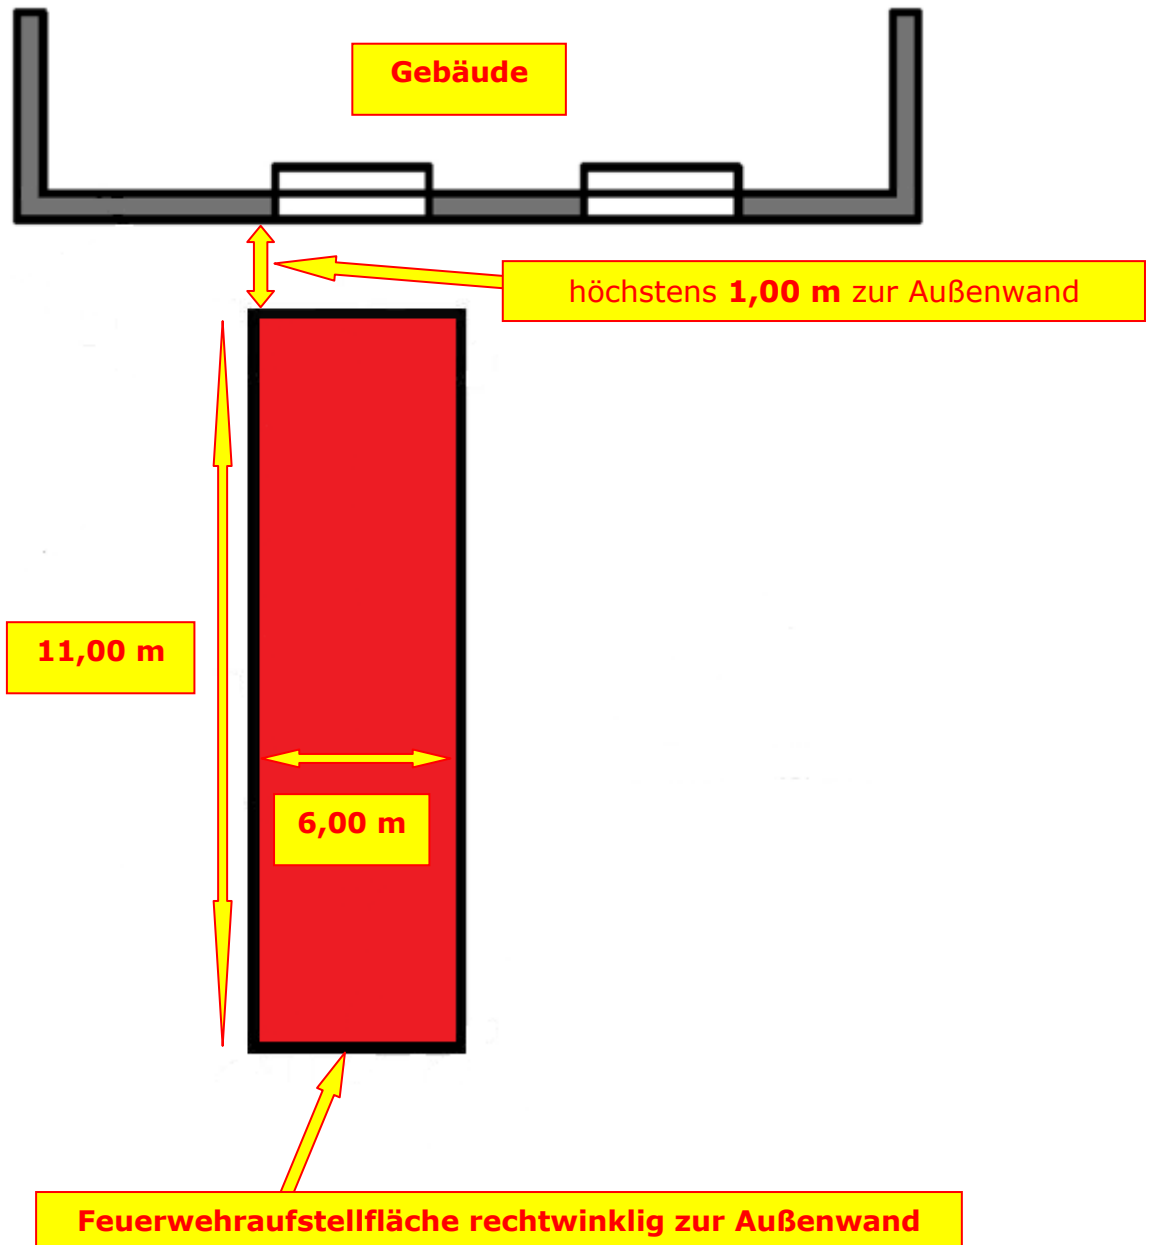 Gebäude
höchstens 1,00 m zur Außenwand
11,00 m
6,00 m
Feuerwehraufstellfläche rechtwinklig zur Außenwand